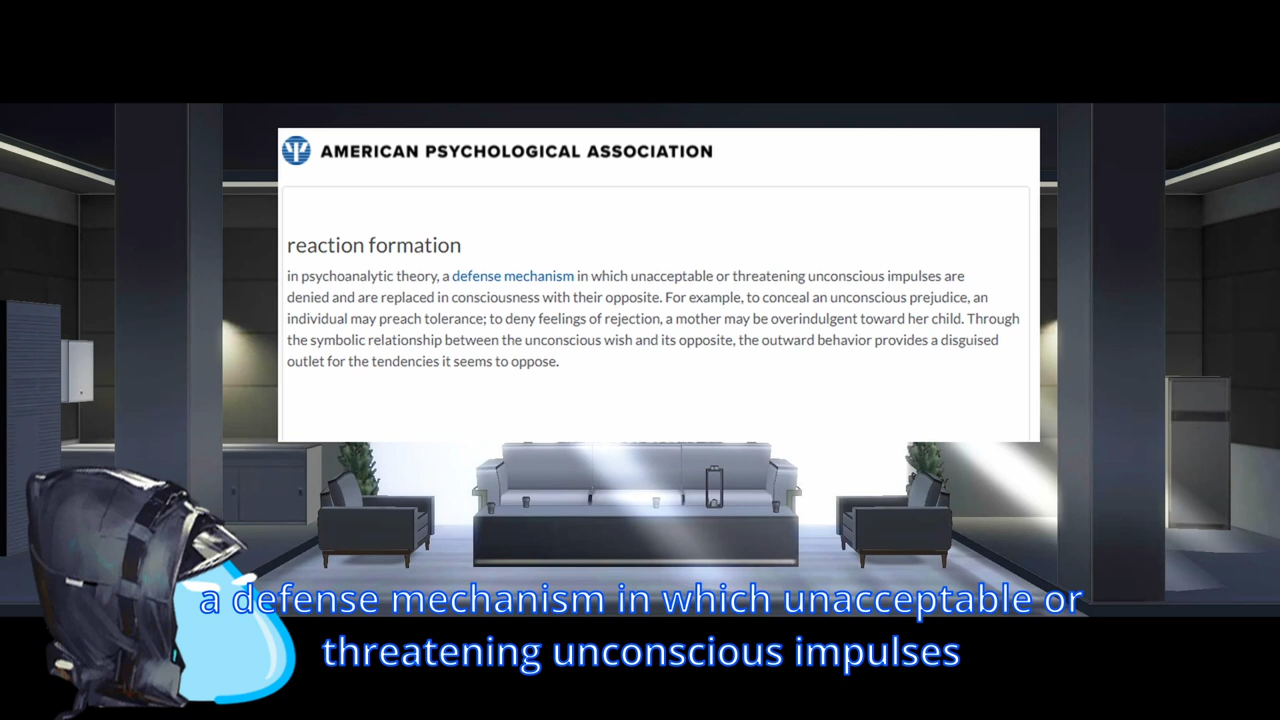 AMERICAN PSYCHOLOGICAL ASSOCIATION
reaction formation
in psychoanalytic theory, a defense mechanism in which unacceptable or threatening unconscious impulses are
denied and are replaced in consciousness with their opposite. For example, to conceal an unconscious prejudice, an
individual may preach tolerance; to deny feelings of rejection, a mother may be overindulgent toward her child. Through
the symbolic relationship between the unconscious wish and its opposite, the outward behavior provides a disguised
outlet for the tendencies it seems to oppose.
a defense mechanism in which unacceptable or
threatening unconscious impulses